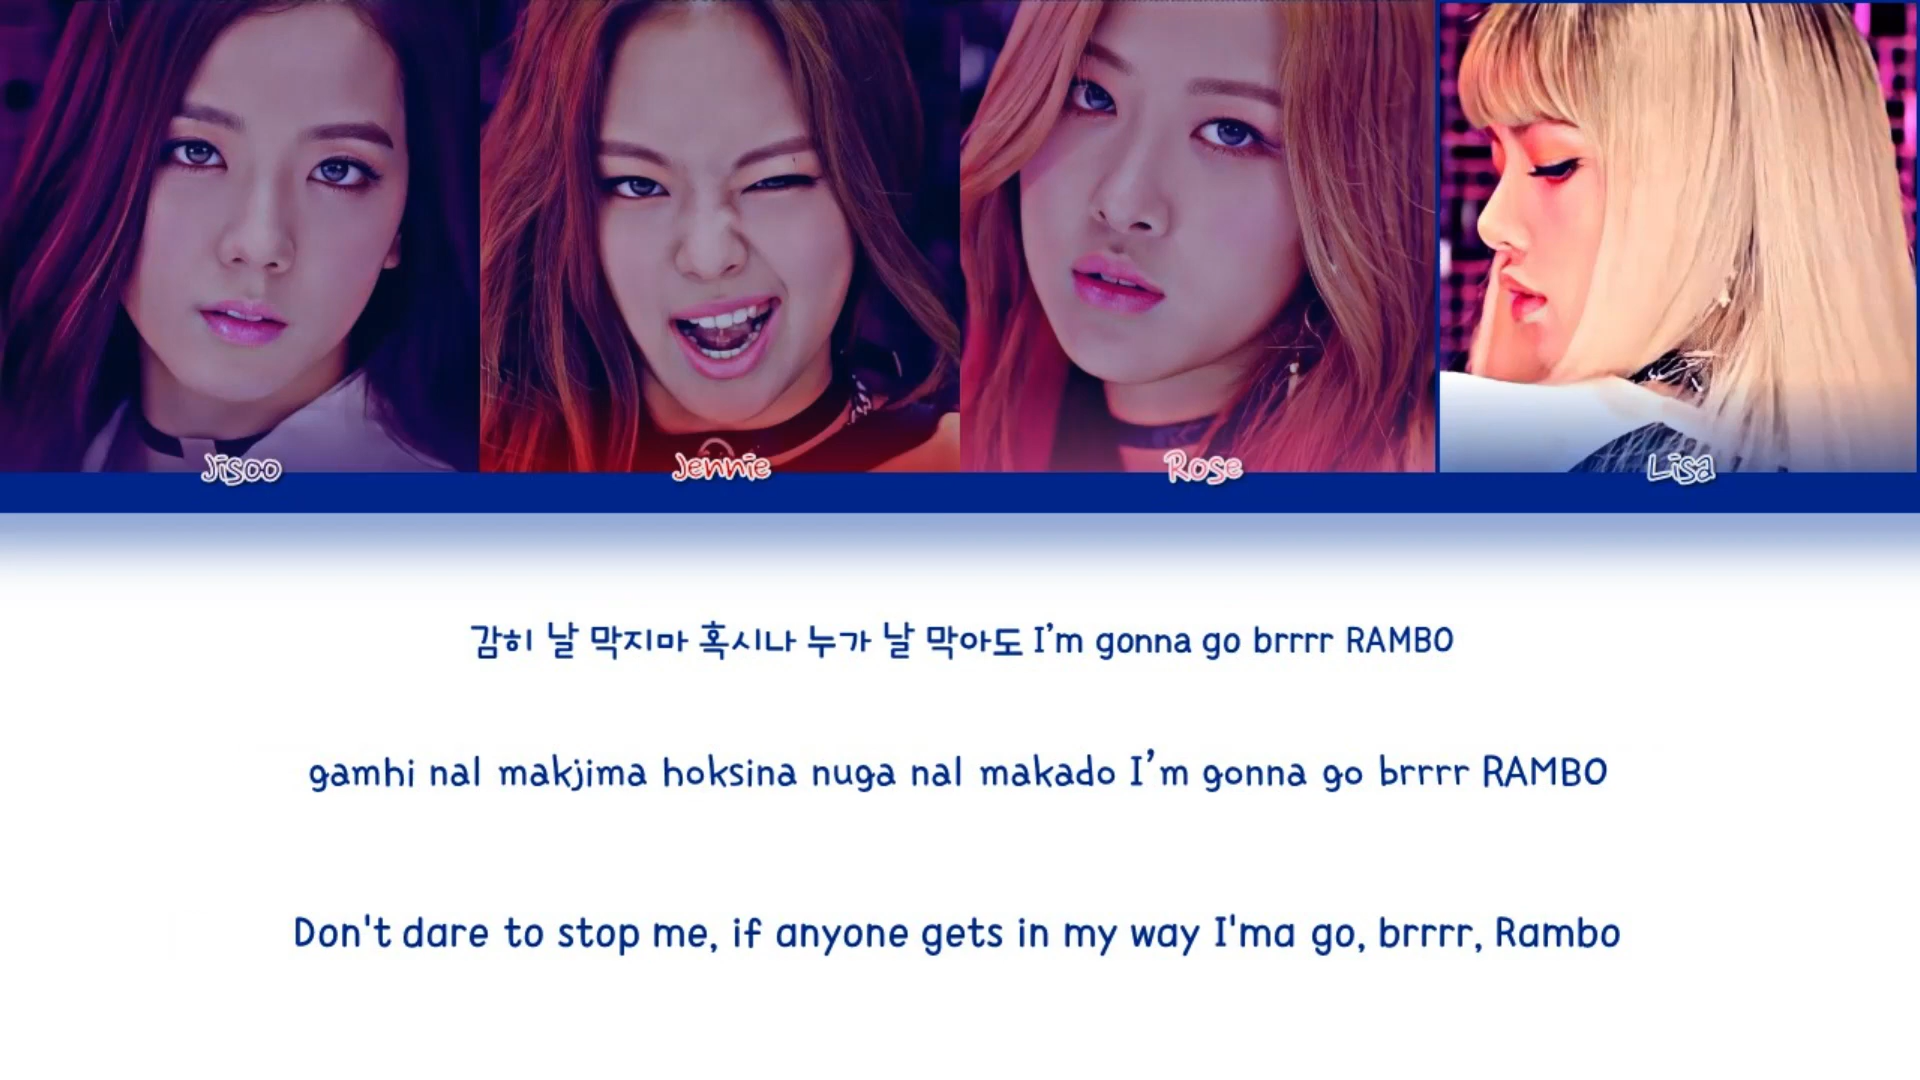 Jisoo
Jennie
Rose
Lisa
감히 날 막지마 혹시나 누가 날 막아도 I'm gonna go brrrr RAMBO
gamhi nal makjima hoksina nuga nal makado I'm gonna go brrrr RAMBO
Don't dare to stop me, if anyone gets in my way I'ma go, brrrr, Rambo